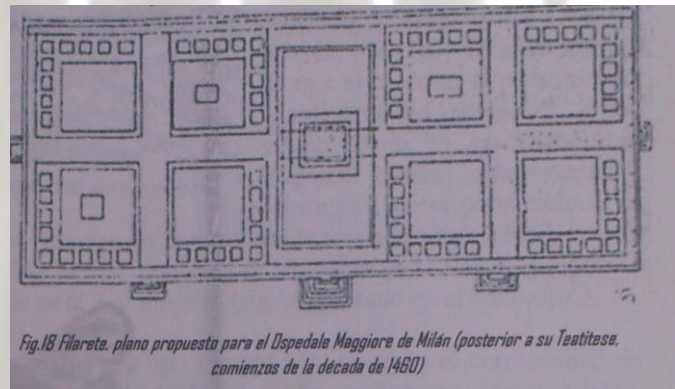 Fig.18 Filarete, plano propuesto para el Ospedale Maggiore de Milán (posterior a su Teatitese,
comienzos de la década de 1460)